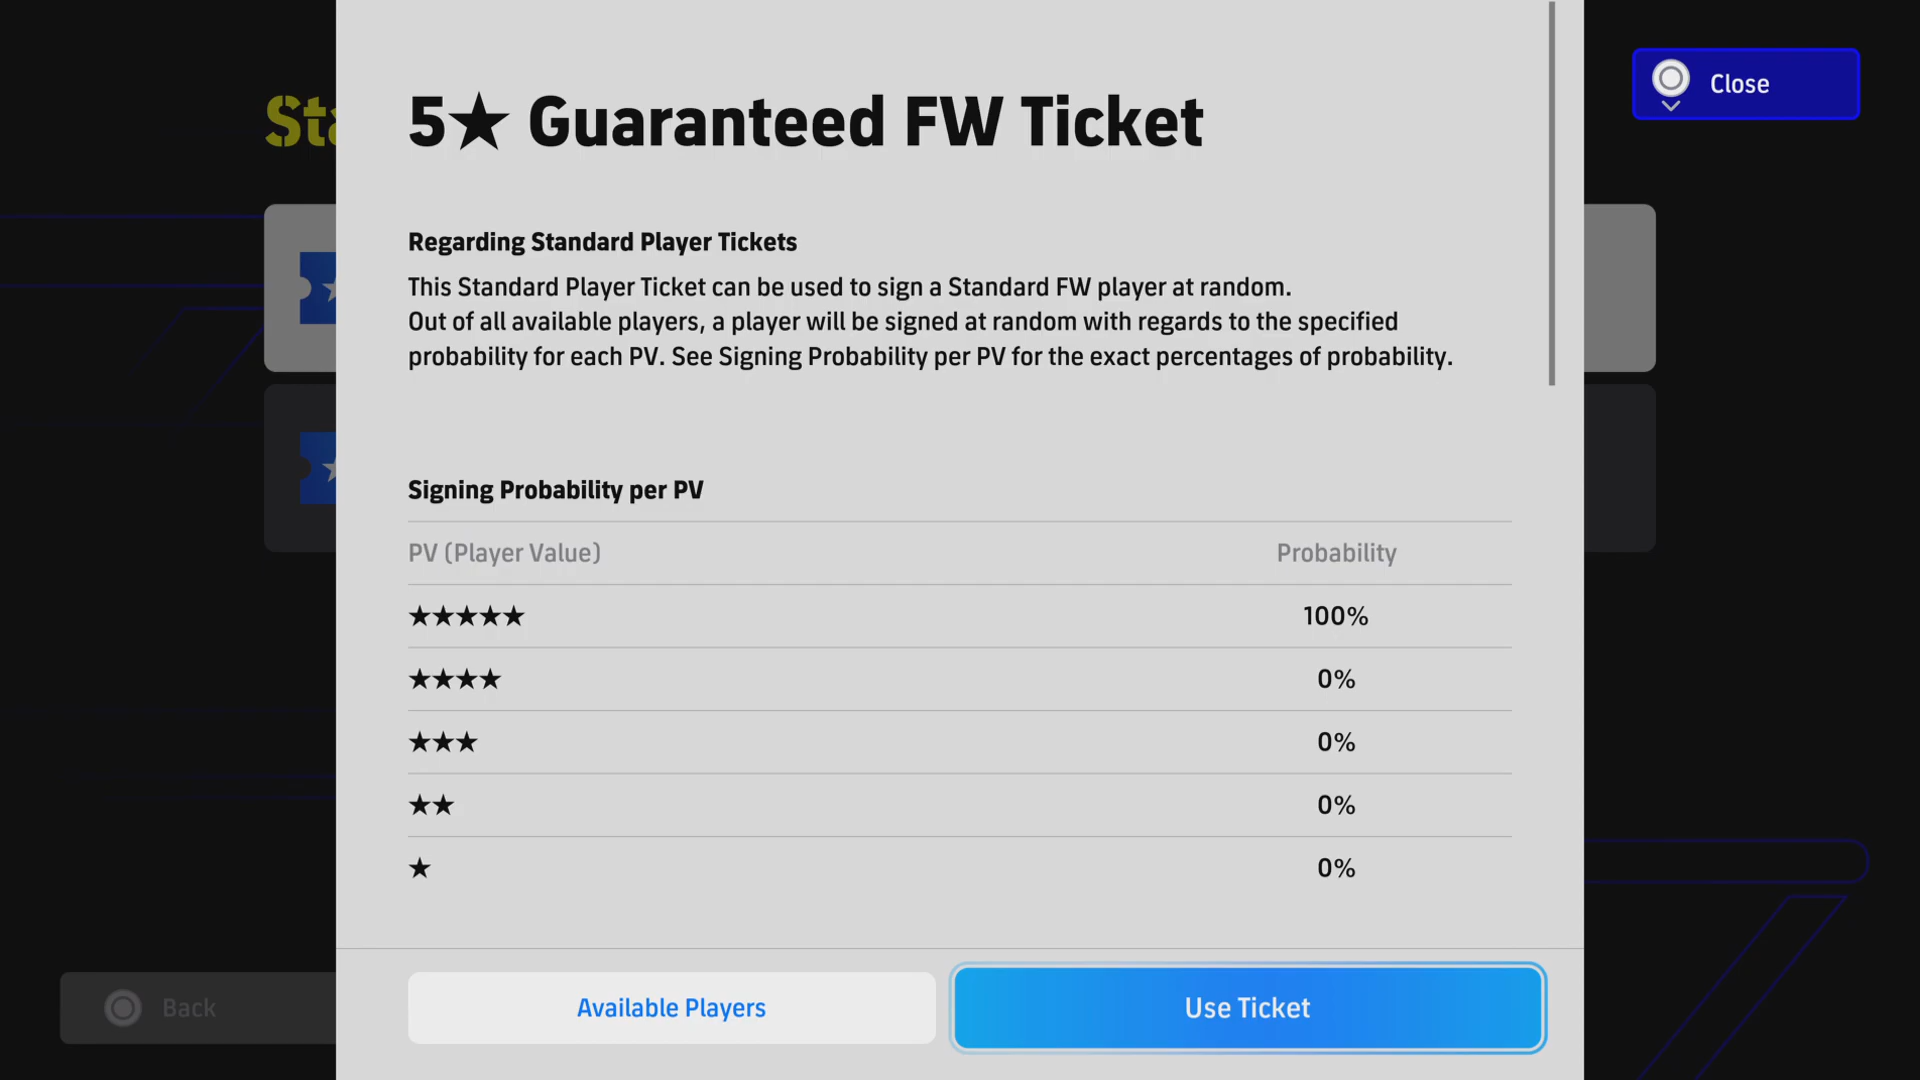 Sta
5★ Guaranteed FW Ticket
Close
Regarding Standard Player Tickets
This Standard Player Ticket can be used to sign a Standard FW player at random.
Out of all available players, a player will be signed at random with regards to the specified
probability for each PV. See Signing Probability per PV for the exact percentages of probability.
Signing Probability per PV
PV (Player Value) Probability
★★★★★ 100%
★★★★ 0%
★★★ 0%
★★ 0%
★ 0%
Back
Available Players
Use Ticket